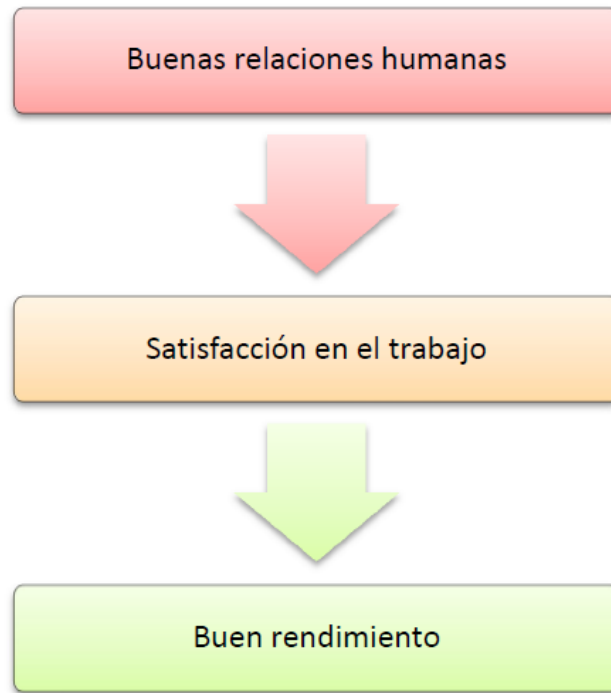 Buenas relaciones humanas
Satisfacción en el trabajo
Buen rendimiento